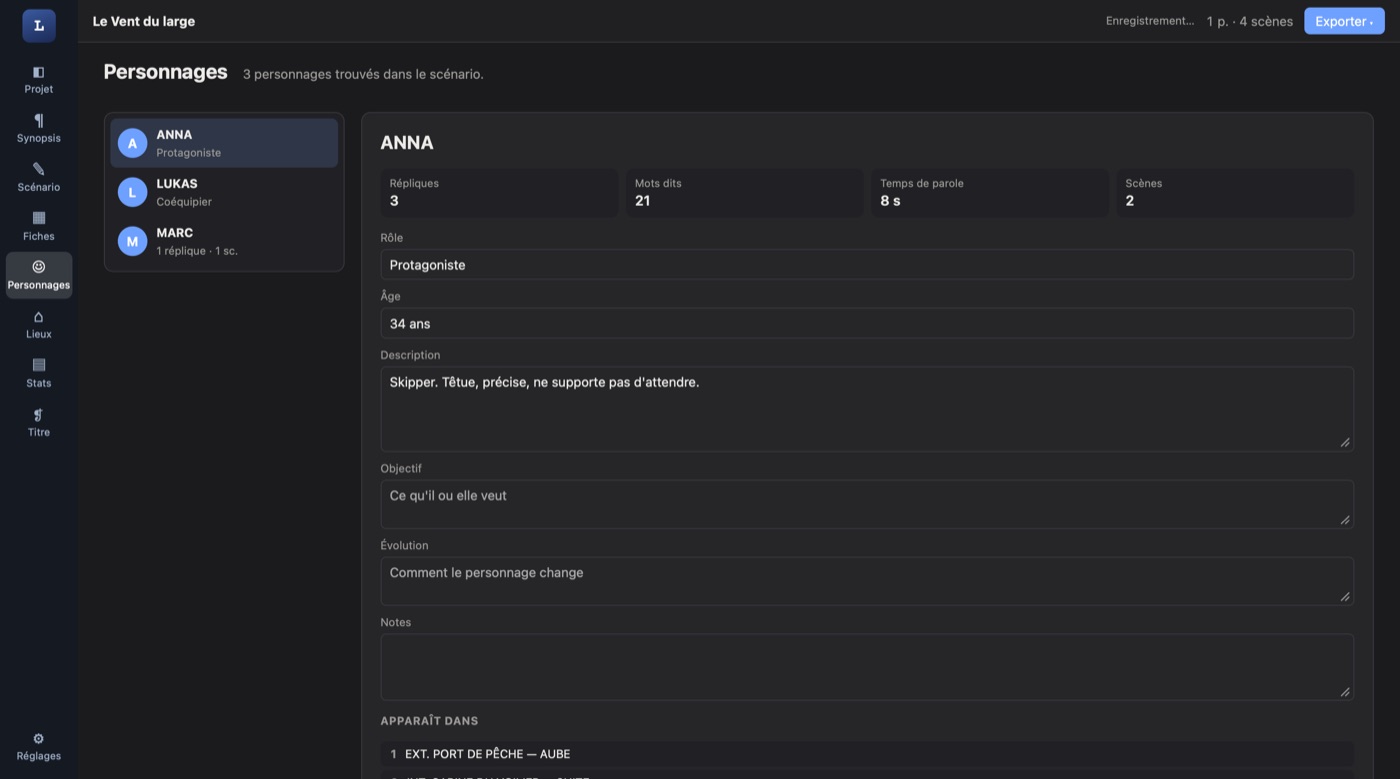 L
Le Vent du large
Enregistrement...
1 p. · 4 scènes
Exporter
Projet
Synopsis
Scénario
Fiches
Personnages
Lieux
Stats
Titre
Réglages
Personnages
3 personnages trouvés dans le scénario.
A
ANNA
Protagoniste
L
LUKAS
Coéquipier
M
MARC
1 réplique · 1 sc.
ANNA
Répliques
3
Mots dits
21
Temps de parole
8 s
Scènes
2
Rôle
Protagoniste
Âge
34 ans
Description
Skipper. Têtue, précise, ne supporte pas d'attendre.
Objectif
Ce qu'il ou elle veut
Évolution
Comment le personnage change
Notes
APPARAÎT DANS
1 EXT. PORT DE PÊCHE — AUBE